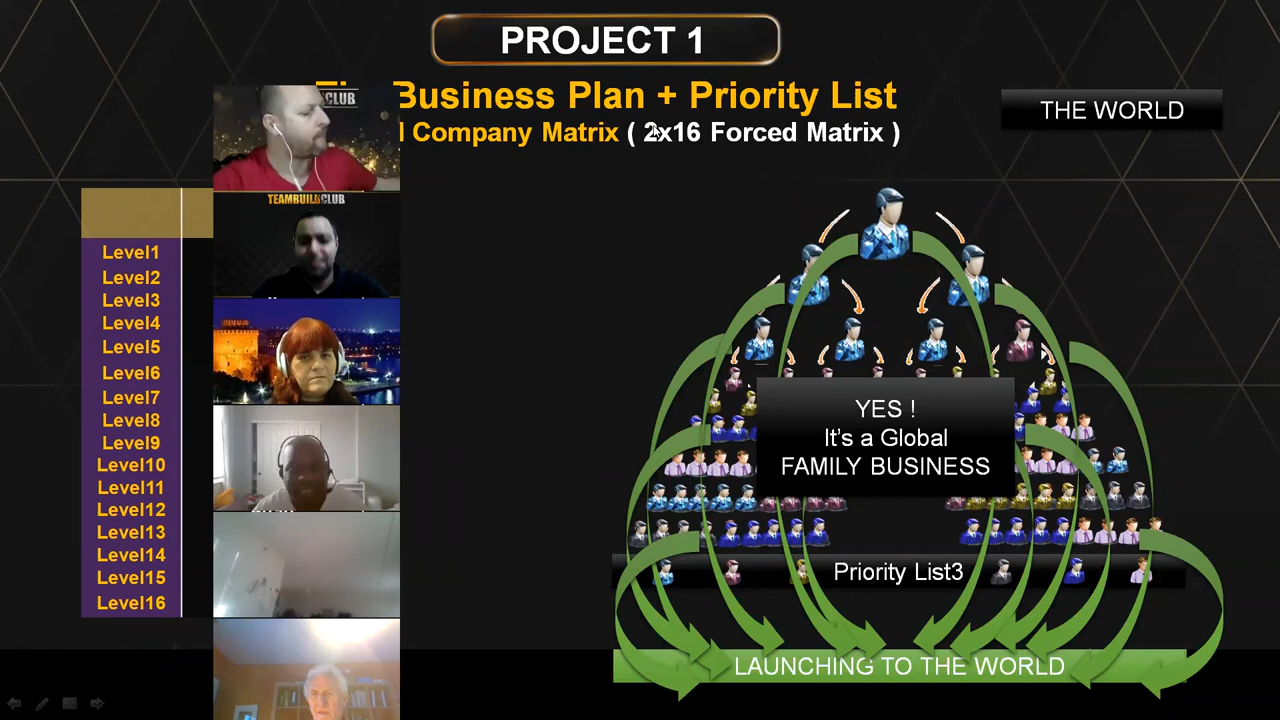 PROJECT 1
Business Plan + Priority List
Company Matrix ( 2x16 Forced Matrix )
THE WORLD
CLUB
TEAMBUILDCLUB
Level1
Level2
Level3
Level4
Level5
Level6
Level7
Level8
Level9
Level10
Level11
Level12
Level13
Level14
Level15
Level16
YES !
It's a Global
FAMILY BUSINESS
Priority List3
LAUNCHING TO THE WORLD